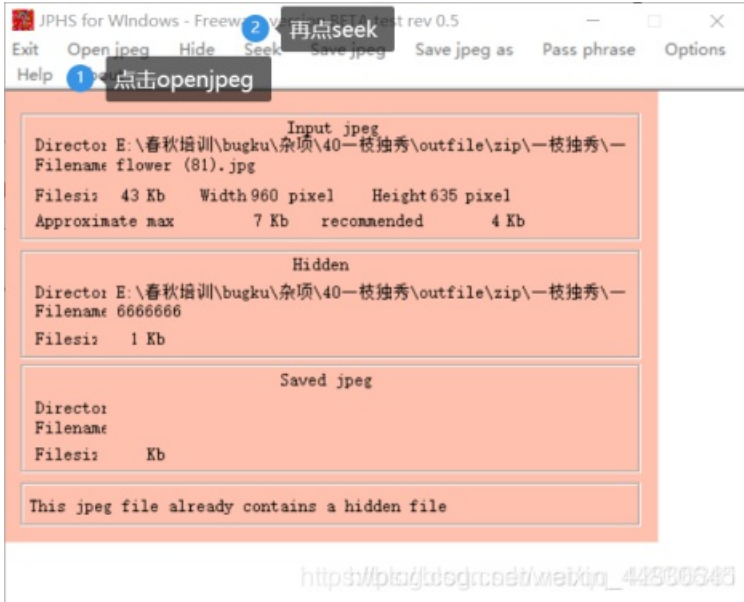 JPHS for WIndows - Freeware version BETA test rev 0.5
2 再点seek
Exit Open jpeg Hide Seek Save jpeg Save jpeg as Pass phrase Options
Help
1 点击openjpeg
Input jpeg
Director E:\春秋培训\bugku\杂项\40一枝独秀\outfile\zip\一枝独秀\一
Filename flower (81).jpg
Filesiz 43 Kb Width 960 pixel Height 635 pixel
Approximate max 7 Kb recommended 4 Kb
Hidden
Director E:\春秋培训\bugku\杂项\40一枝独秀\outfile\zip\一枝独秀\一
Filename 6666666
Filesiz 1 Kb
Saved jpeg
Director
Filename
Filesiz Kb
This jpeg file already contains a hidden file